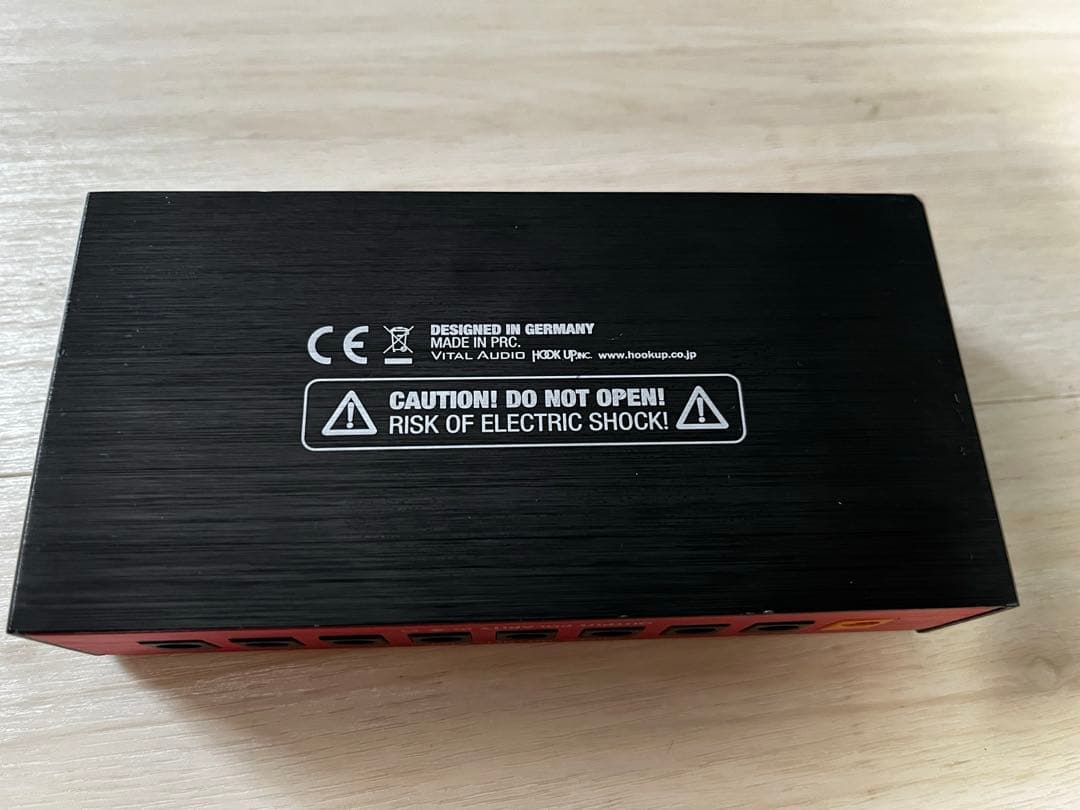 CE
DESIGNED IN GERMANY
MADE IN PRC.
VITAL AUDIO HOOK UP,INC. www.hookup.co.jp
CAUTION! DO NOT OPEN!
RISK OF ELECTRIC SHOCK!